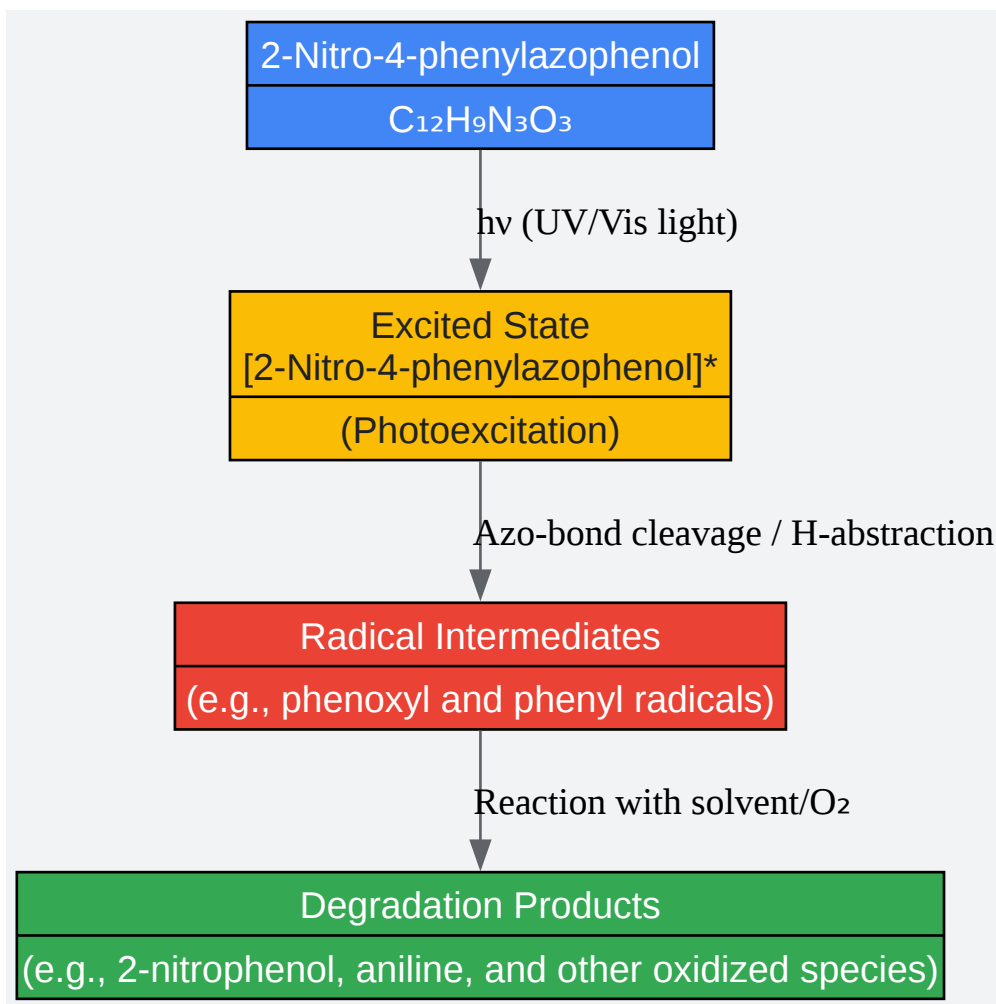 2-Nitro-4-phenylazophenol
C₁₂H₉N₃O₃
hν (UV/Vis light)
Excited State
[2-Nitro-4-phenylazophenol]*
(Photoexcitation)
Azo-bond cleavage / H-abstraction
Radical Intermediates
(e.g., phenoxyl and phenyl radicals)
Reaction with solvent/O₂
Degradation Products
(e.g., 2-nitrophenol, aniline, and other oxidized species)